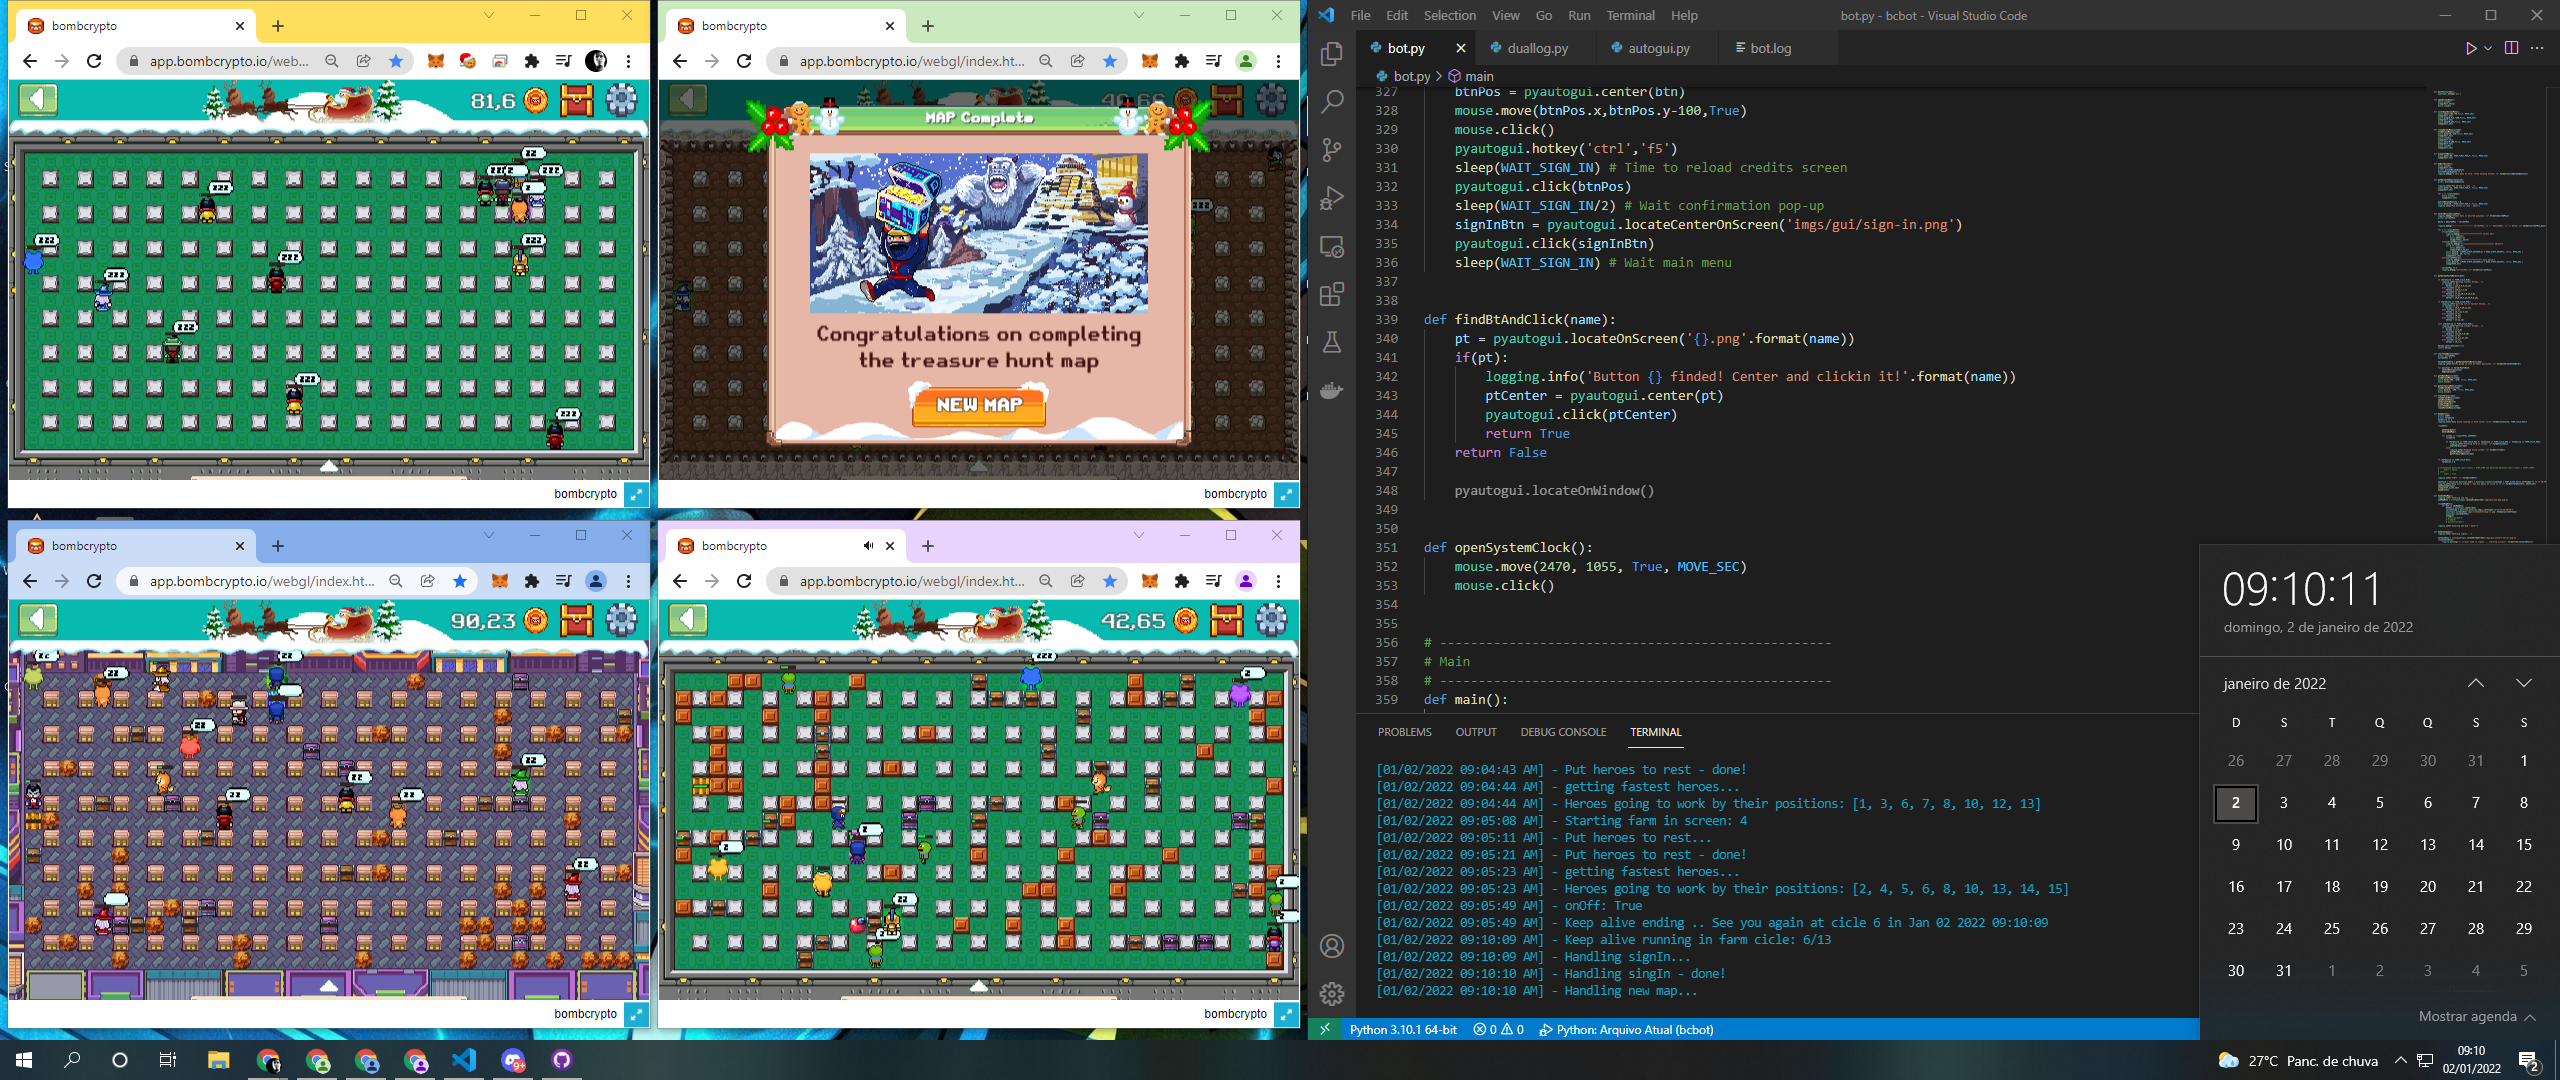 bombcrypto
app.bombcrypto.io/web...
81,6
bombcrypto
bombcrypto
app.bombcrypto.io/webgl/index.ht...
MAP Complete
Congratulations on completing
the treasure hunt map
NEW MAP
bombcrypto
bombcrypto
app.bombcrypto.io/webgl/index.ht...
90,23
bombcrypto
bombcrypto
app.bombcrypto.io/webgl/index.ht...
42,65
bombcrypto
File Edit Selection View Go Run Terminal Help
bot.py - bcbot - Visual Studio Code
bot.py
duallog.py
autogui.py
bot.log
bot.py > main
327 btnPos = pyautogui.center(btn)
328 mouse.move(btnPos.x,btnPos.y-100,True)
329 mouse.click()
330 pyautogui.hotkey('ctrl','f5')
331 sleep(WAIT_SIGN_IN) # Time to reload credits screen
332 pyautogui.click(btnPos)
333 sleep(WAIT_SIGN_IN/2) # Wait confirmation pop-up
334 signInBtn = pyautogui.locateCenterOnScreen('imgs/gui/sign-in.png')
335 pyautogui.click(signInBtn)
336 sleep(WAIT_SIGN_IN) # Wait main menu
337
338
339 def findBtAndClick(name):
340 pt = pyautogui.locateOnScreen('{}.png'.format(name))
341 if(pt):
342 logging.info('Button {} finded! Center and clickin it!'.format(name))
343 ptCenter = pyautogui.center(pt)
344 pyautogui.click(ptCenter)
345 return True
346 return False
347
348 pyautogui.locateOnWindow()
349
350
351 def openSystemClock():
352 mouse.move(2470, 1055, True, MOVE_SEC)
353 mouse.click()
354
355
356 # ---------------------------------------------------
357 # Main
358 # ---------------------------------------------------
359 def main():
PROBLEMS OUTPUT DEBUG CONSOLE TERMINAL
[01/02/2022 09:04:43 AM] - Put heroes to rest - done!
[01/02/2022 09:04:44 AM] - getting fastest heroes...
[01/02/2022 09:04:44 AM] - Heroes going to work by their positions: [1, 3, 6, 7, 8, 10, 12, 13]
[01/02/2022 09:05:08 AM] - Starting farm in screen: 4
[01/02/2022 09:05:11 AM] - Put heroes to rest...
[01/02/2022 09:05:21 AM] - Put heroes to rest - done!
[01/02/2022 09:05:23 AM] - getting fastest heroes...
[01/02/2022 09:05:23 AM] - Heroes going to work by their positions: [2, 4, 5, 6, 8, 10, 13, 14, 15]
[01/02/2022 09:05:49 AM] - onOff: True
[01/02/2022 09:05:49 AM] - Keep alive ending .. See you again at cicle 6 in Jan 02 2022 09:10:09
[01/02/2022 09:10:09 AM] - Keep alive running in farm cicle: 6/13
[01/02/2022 09:10:09 AM] - Handling signIn...
[01/02/2022 09:10:10 AM] - Handling singIn - done!
[01/02/2022 09:10:10 AM] - Handling new map...
Python 3.10.1 64-bit
0 0
Python: Arquivo Atual (bcbot)
09:10:11
domingo, 2 de janeiro de 2022
janeiro de 2022
D S T Q Q S S
26 27 28 29 30 31 1
2 3 4 5 6 7 8
9 10 11 12 13 14 15
16 17 18 19 20 21 22
23 24 25 26 27 28 29
30 31 1 2 3 4 5
Mostrar agenda
9+
27°C Panc. de chuva
09:10
02/01/2022
2